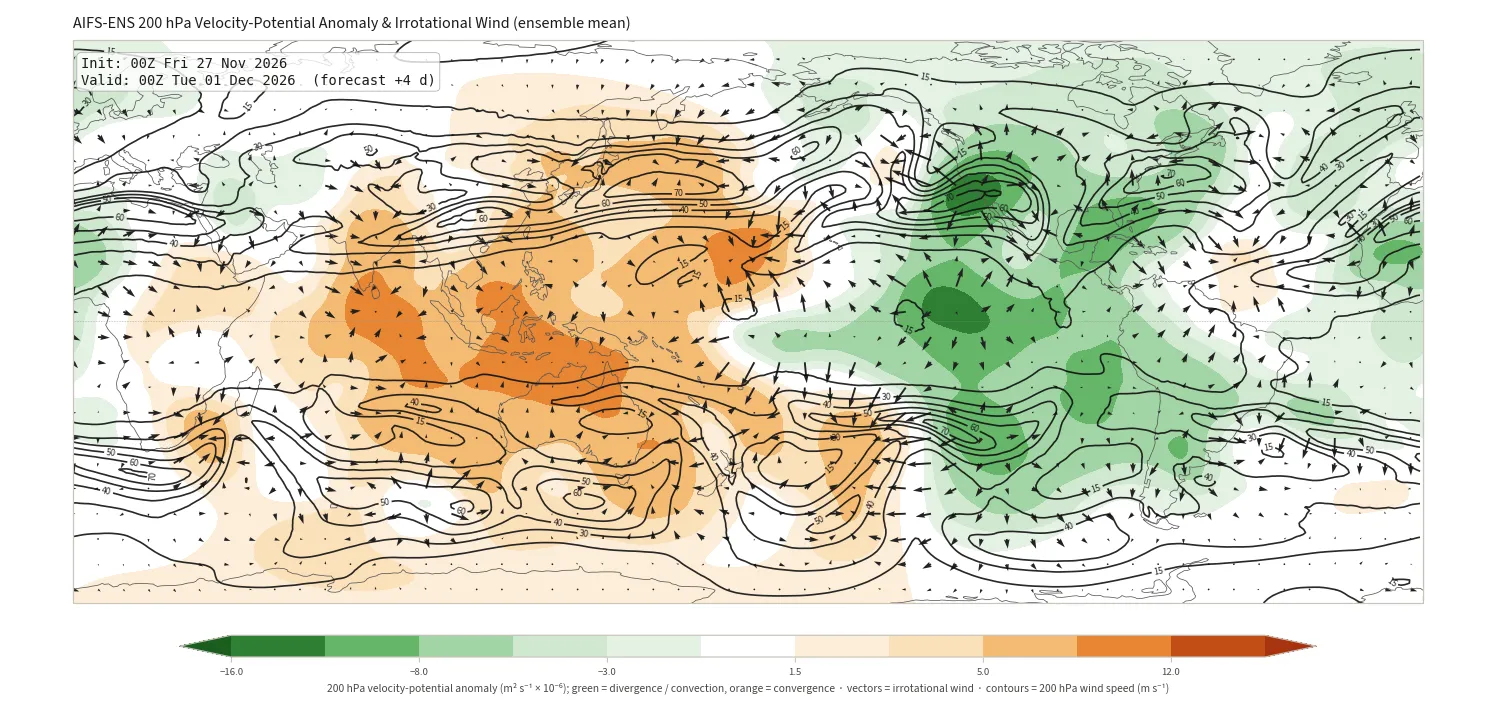 AIFS-ENS 200 hPa Velocity-Potential Anomaly & Irrotational Wind (ensemble mean)
Init: 00Z Fri 27 Nov 2026
Valid: 00Z Tue 01 Dec 2026 (forecast +4 d)
−16.0 −8.0 −3.0 1.5 5.0 12.0
200 hPa velocity-potential anomaly (m² s⁻¹ × 10⁻⁶); green = divergence / convection, orange = convergence · vectors = irrotational wind · contours = 200 hPa wind speed (m s⁻¹)